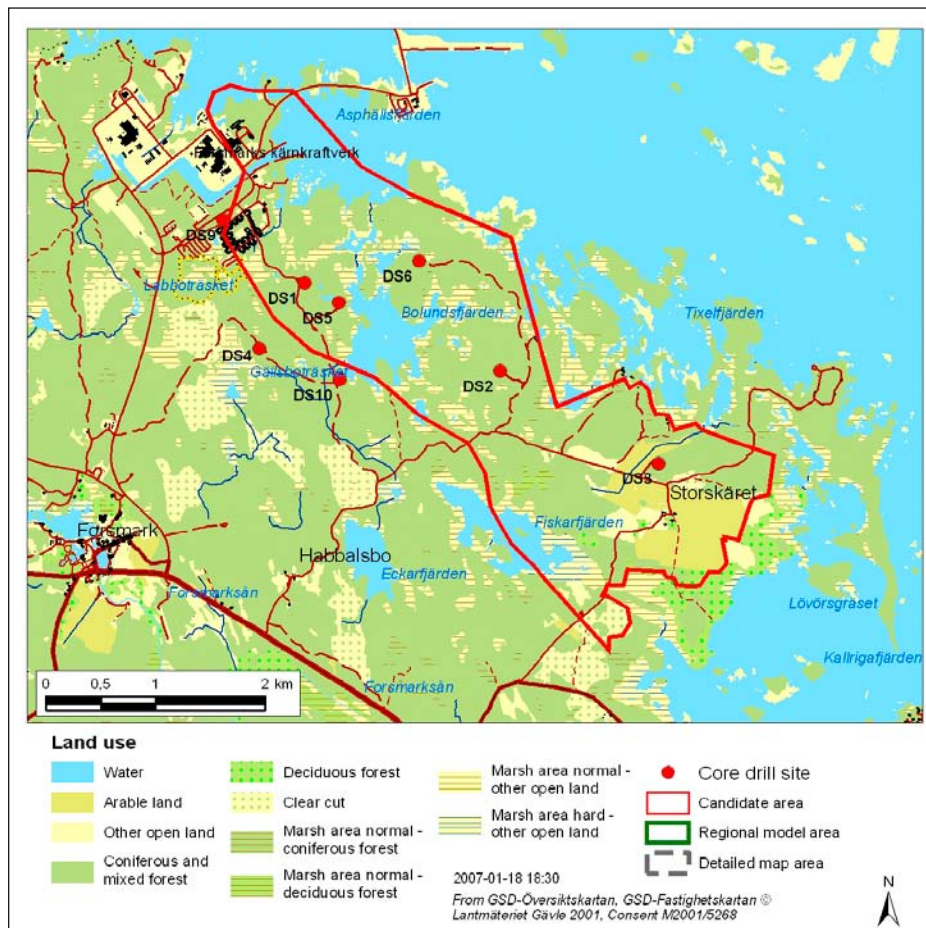 Asphällsfjärden
Forsmarks kärnkraftverk
DS9
DS6
Labboträsket
DS1
Tixelfjärden
DS5
Bolundsfjärden
DS4
Gällsboträsket
DS2
DS10
DS3
Storskäret
Fiskarfjärden
Forsmark
Habbalsbo
Eckarfjärden
Forsmarksån
Lövörsgräset
Kallrigafjärden
Forsmarksån
0 0,5 1 2 km
Land use
Water
Arable land
Other open land
Coniferous and
mixed forest
Deciduous forest
Clear cut
Marsh area normal -
coniferous forest
Marsh area normal -
deciduous forest
Marsh area normal -
other open land
Marsh area hard -
other open land
Core drill site
Candidate area
Regional model area
Detailed map area
2007-01-18 18:30
From GSD-Översiktskartan, GSD-Fastighetskartan ©
Lantmäteriet Gävle 2001, Consent M2001/5268
N